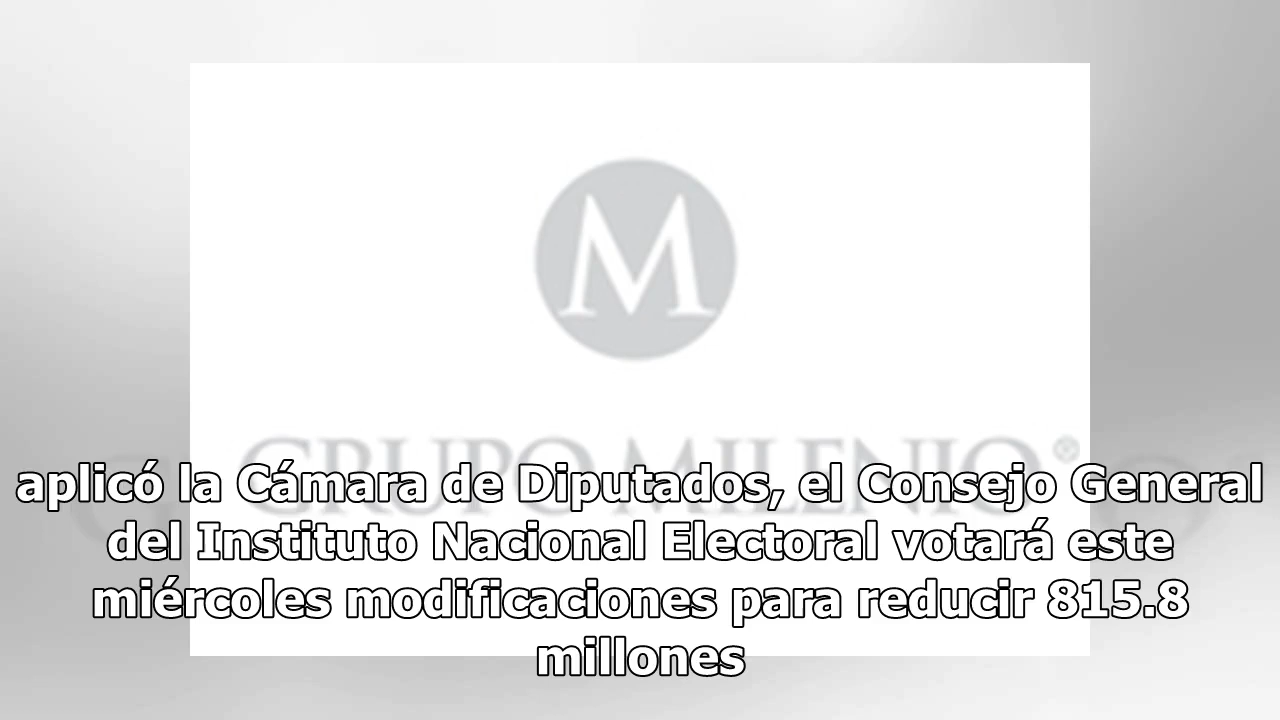 M
GRUPO MILENIO®
aplicó la Cámara de Diputados, el Consejo General
del Instituto Nacional Electoral votará este
miércoles modificaciones para reducir 815.8
millones